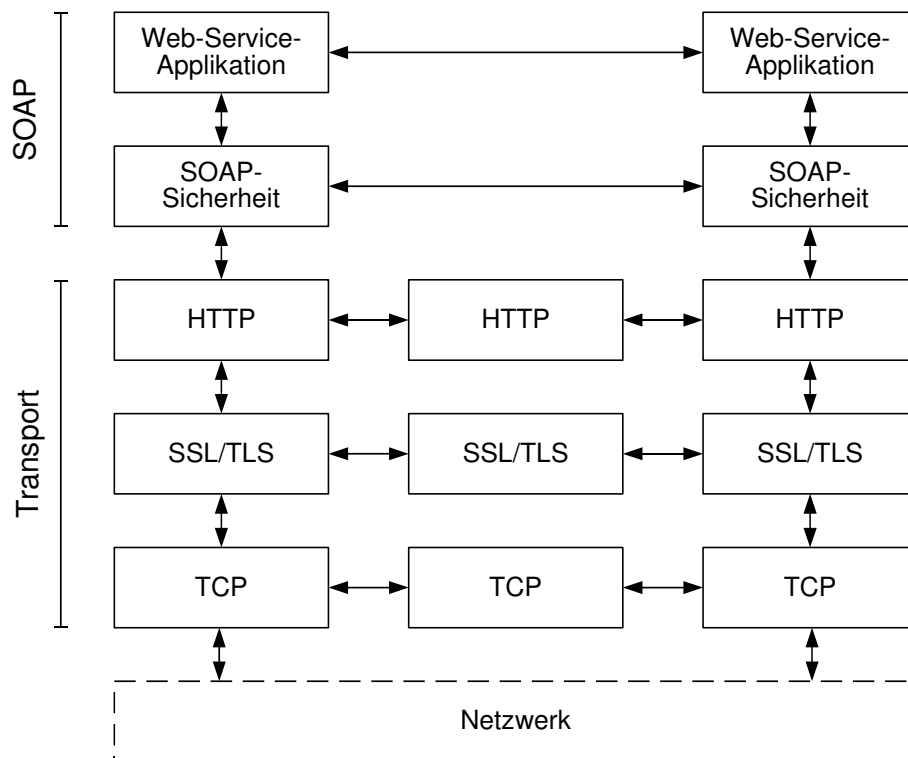 Web-Service-
Applikation
Web-Service-
Applikation
SOAP
SOAP-
Sicherheit
SOAP-
Sicherheit
HTTP
HTTP
HTTP
Transport
SSL/TLS
SSL/TLS
SSL/TLS
TCP
TCP
TCP
Netzwerk